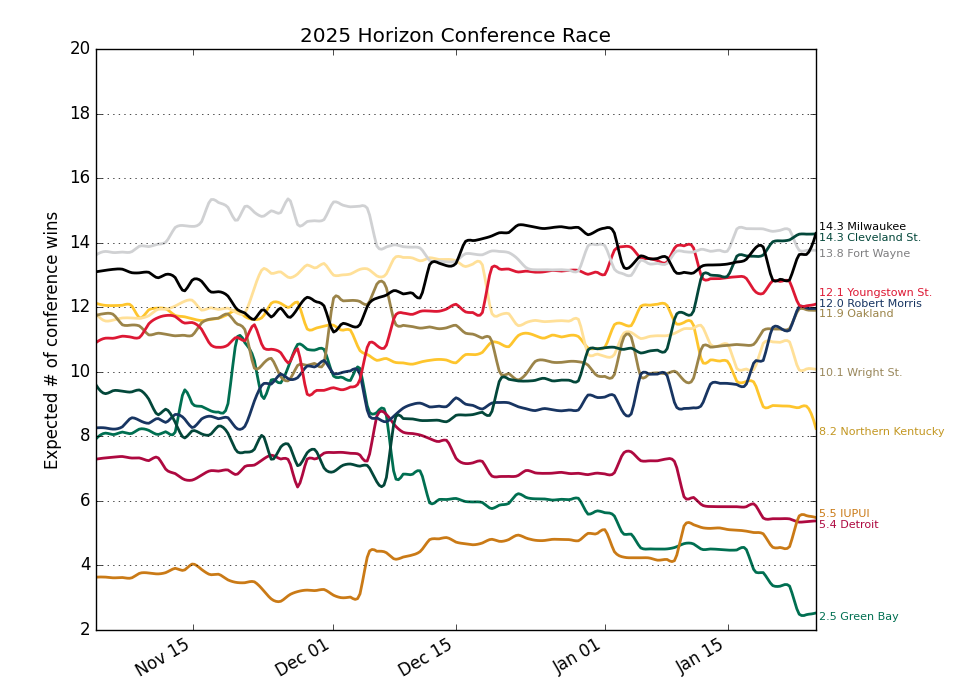 2025 Horizon Conference Race
Expected # of conference wins
20
18
16
14
12
10
8
6
4
2
Nov 15
Dec 01
Dec 15
Jan 01
Jan 15
14.3 Milwaukee
14.3 Cleveland St.
13.8 Fort Wayne
12.1 Youngstown St.
12.0 Robert Morris
11.9 Oakland
10.1 Wright St.
8.2 Northern Kentucky
5.5 IUPUI
5.4 Detroit
2.5 Green Bay